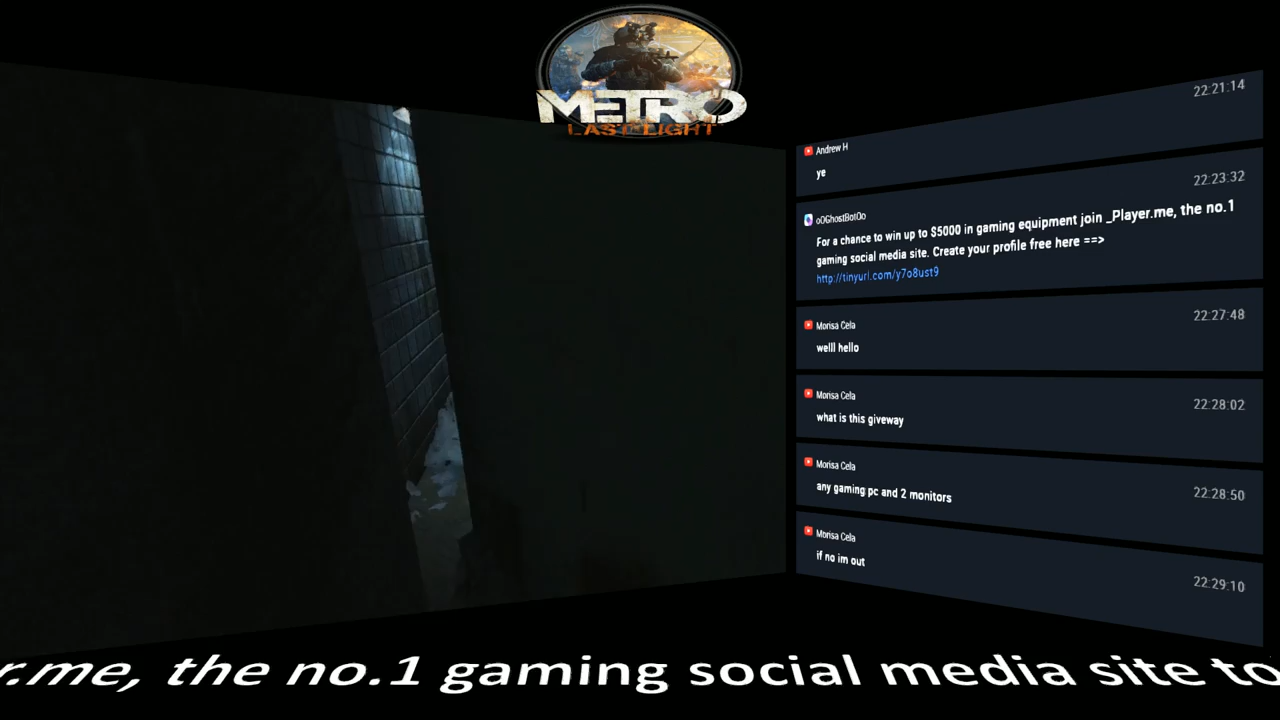 METRO
LAST LIGHT
22:21:14
Andrew H
ye
22:23:32
oOGhostBotOo
For a chance to win up to $5000 in gaming equipment join _Player.me, the no.1
gaming social media site. Create your profile free here ==>
http://tinyurl.com/y7o8ust9
22:27:48
Morisa Cela
welll hello
22:28:02
Morisa Cela
what is this giveway
22:28:50
Morisa Cela
any gaming pc and 2 monitors
22:29:10
Morisa Cela
if no im out
r.me, the no.1 gaming social media site to